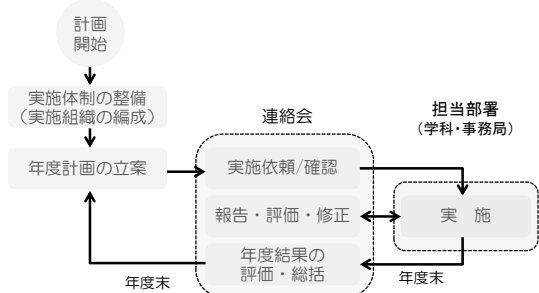 計画
開始
実施体制の整備
（実施組織の編成）
年度計画の立案
連絡会
実施依頼/確認
報告・評価・修正
年度結果の
評価・総括
担当部署
（学科・事務局）
実　施
年度末
年度末